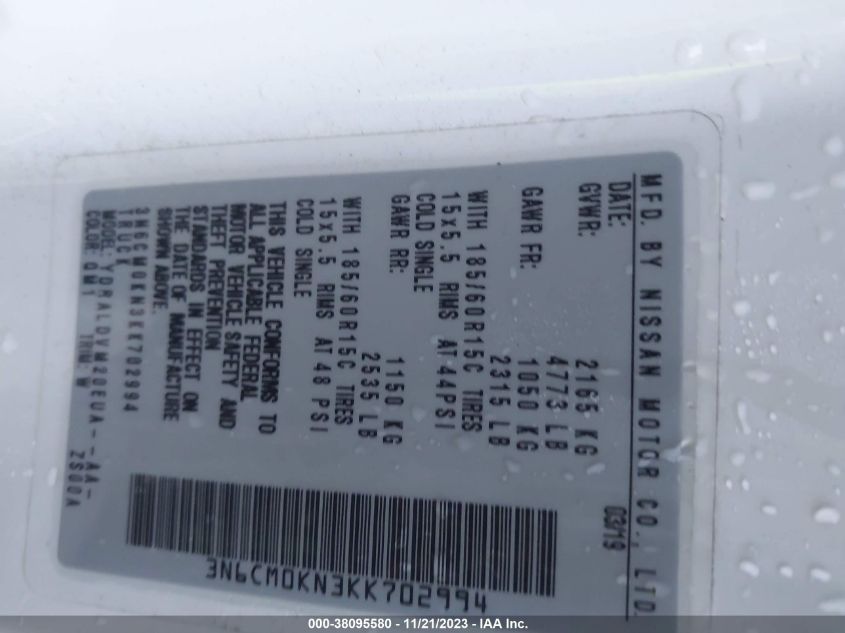 MFD. BY NISSAN MOTOR CO., LTD.
DATE: 03/19
GVWR: 2165 KG
4773 LB
GAWR FR: 1050 KG
2315 LB
WITH 185/60R15C TIRES
15x5.5 RIMS AT 44PSI
COLD SINGLE
GAWR RR: 1150 KG
2535 LB
WITH 185/60R15C TIRES
15x5.5 RIMS AT 48 PSI
COLD SINGLE
THIS VEHICLE CONFORMS TO
ALL APPLICABLE FEDERAL
MOTOR VEHICLE SAFETY AND
THEFT PREVENTION
STANDARDS IN EFFECT ON
THE DATE OF MANUFACTURE
SHOWN ABOVE.
3N6CM0KN3KK702994
TRUCK
MODEL: YDRALDVM20EUA--AA-
COLOR: QM1 TRIM: W ZS00A
3N6CM0KN3KK702994
000-38095580 - 11/21/2023 - IAA Inc.